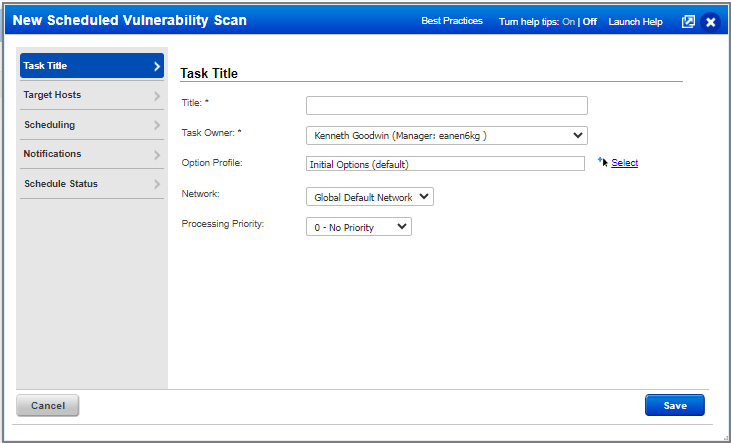 New Scheduled Vulnerability Scan
Best Practices
Turn help tips: On | Off
Launch Help
Task Title
Target Hosts
Scheduling
Notifications
Schedule Status
Task Title
Title: *
Task Owner: * Kenneth Goodwin (Manager: eanen6kg )
Option Profile: Initial Options (default) Select
Network: Global Default Network
Processing Priority: 0 - No Priority
Cancel
Save